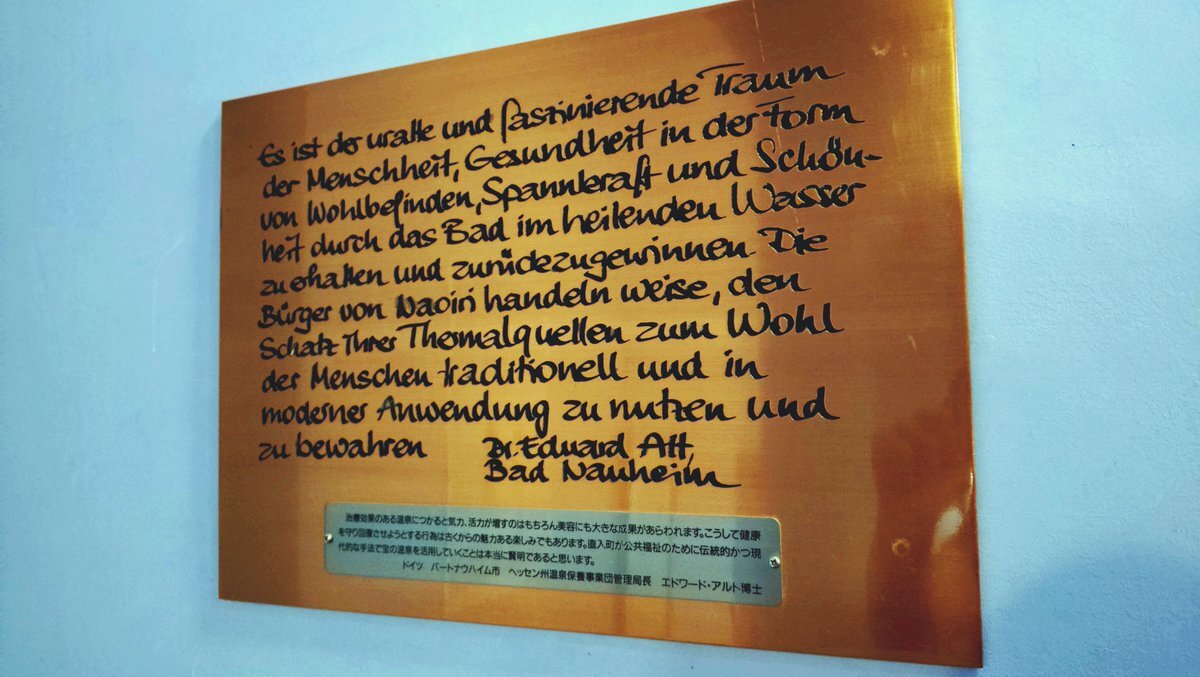 Es ist der uralte und faszinierende Traum
der Menschheit, Gesundheit in der Form
von Wohlbefinden, Spannkraft und Schön-
heit durch das Bad im heilenden Wasser
zu erhalten und zurückzugewinnen. Die
Bürger von Naoiri handeln weise, den
Schatz Ihrer Thermalquellen zum Wohl
der Menschen traditionell und in
moderner Anwendung zu nutzen und
zu bewahren Dr. Eduard Alt,
Bad Nauheim
治療効果のある温泉につかると気力、活力が増すのはもちろん美容にも大きな成果があらわれます。こうして健康
を守り回復させようとする行為は古くからの魅力ある楽しみでもあります。直入町が公共福祉のために伝統的かつ現
代的な手法で宝の温泉を活用していくことは本当に賢明であると思います。
ドイツ バートナウハイム市 ヘッセン州温泉保養事業団管理局長 エドワード・アルト博士